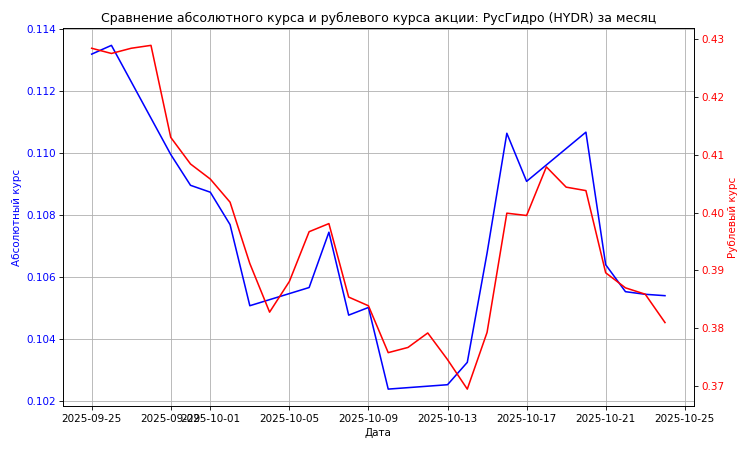 Сравнение абсолютного курса и рублевого курса акции: РусГидро (HYDR) за месяц
0.114
0.112
0.110
0.108
0.106
0.104
0.102
Абсолютный курс
0.43
0.42
0.41
0.40
0.39
0.38
0.37
Рублевый курс
2025-09-25 2025-09-29 2025-10-01 2025-10-05 2025-10-09 2025-10-13 2025-10-17 2025-10-21 2025-10-25
Дата